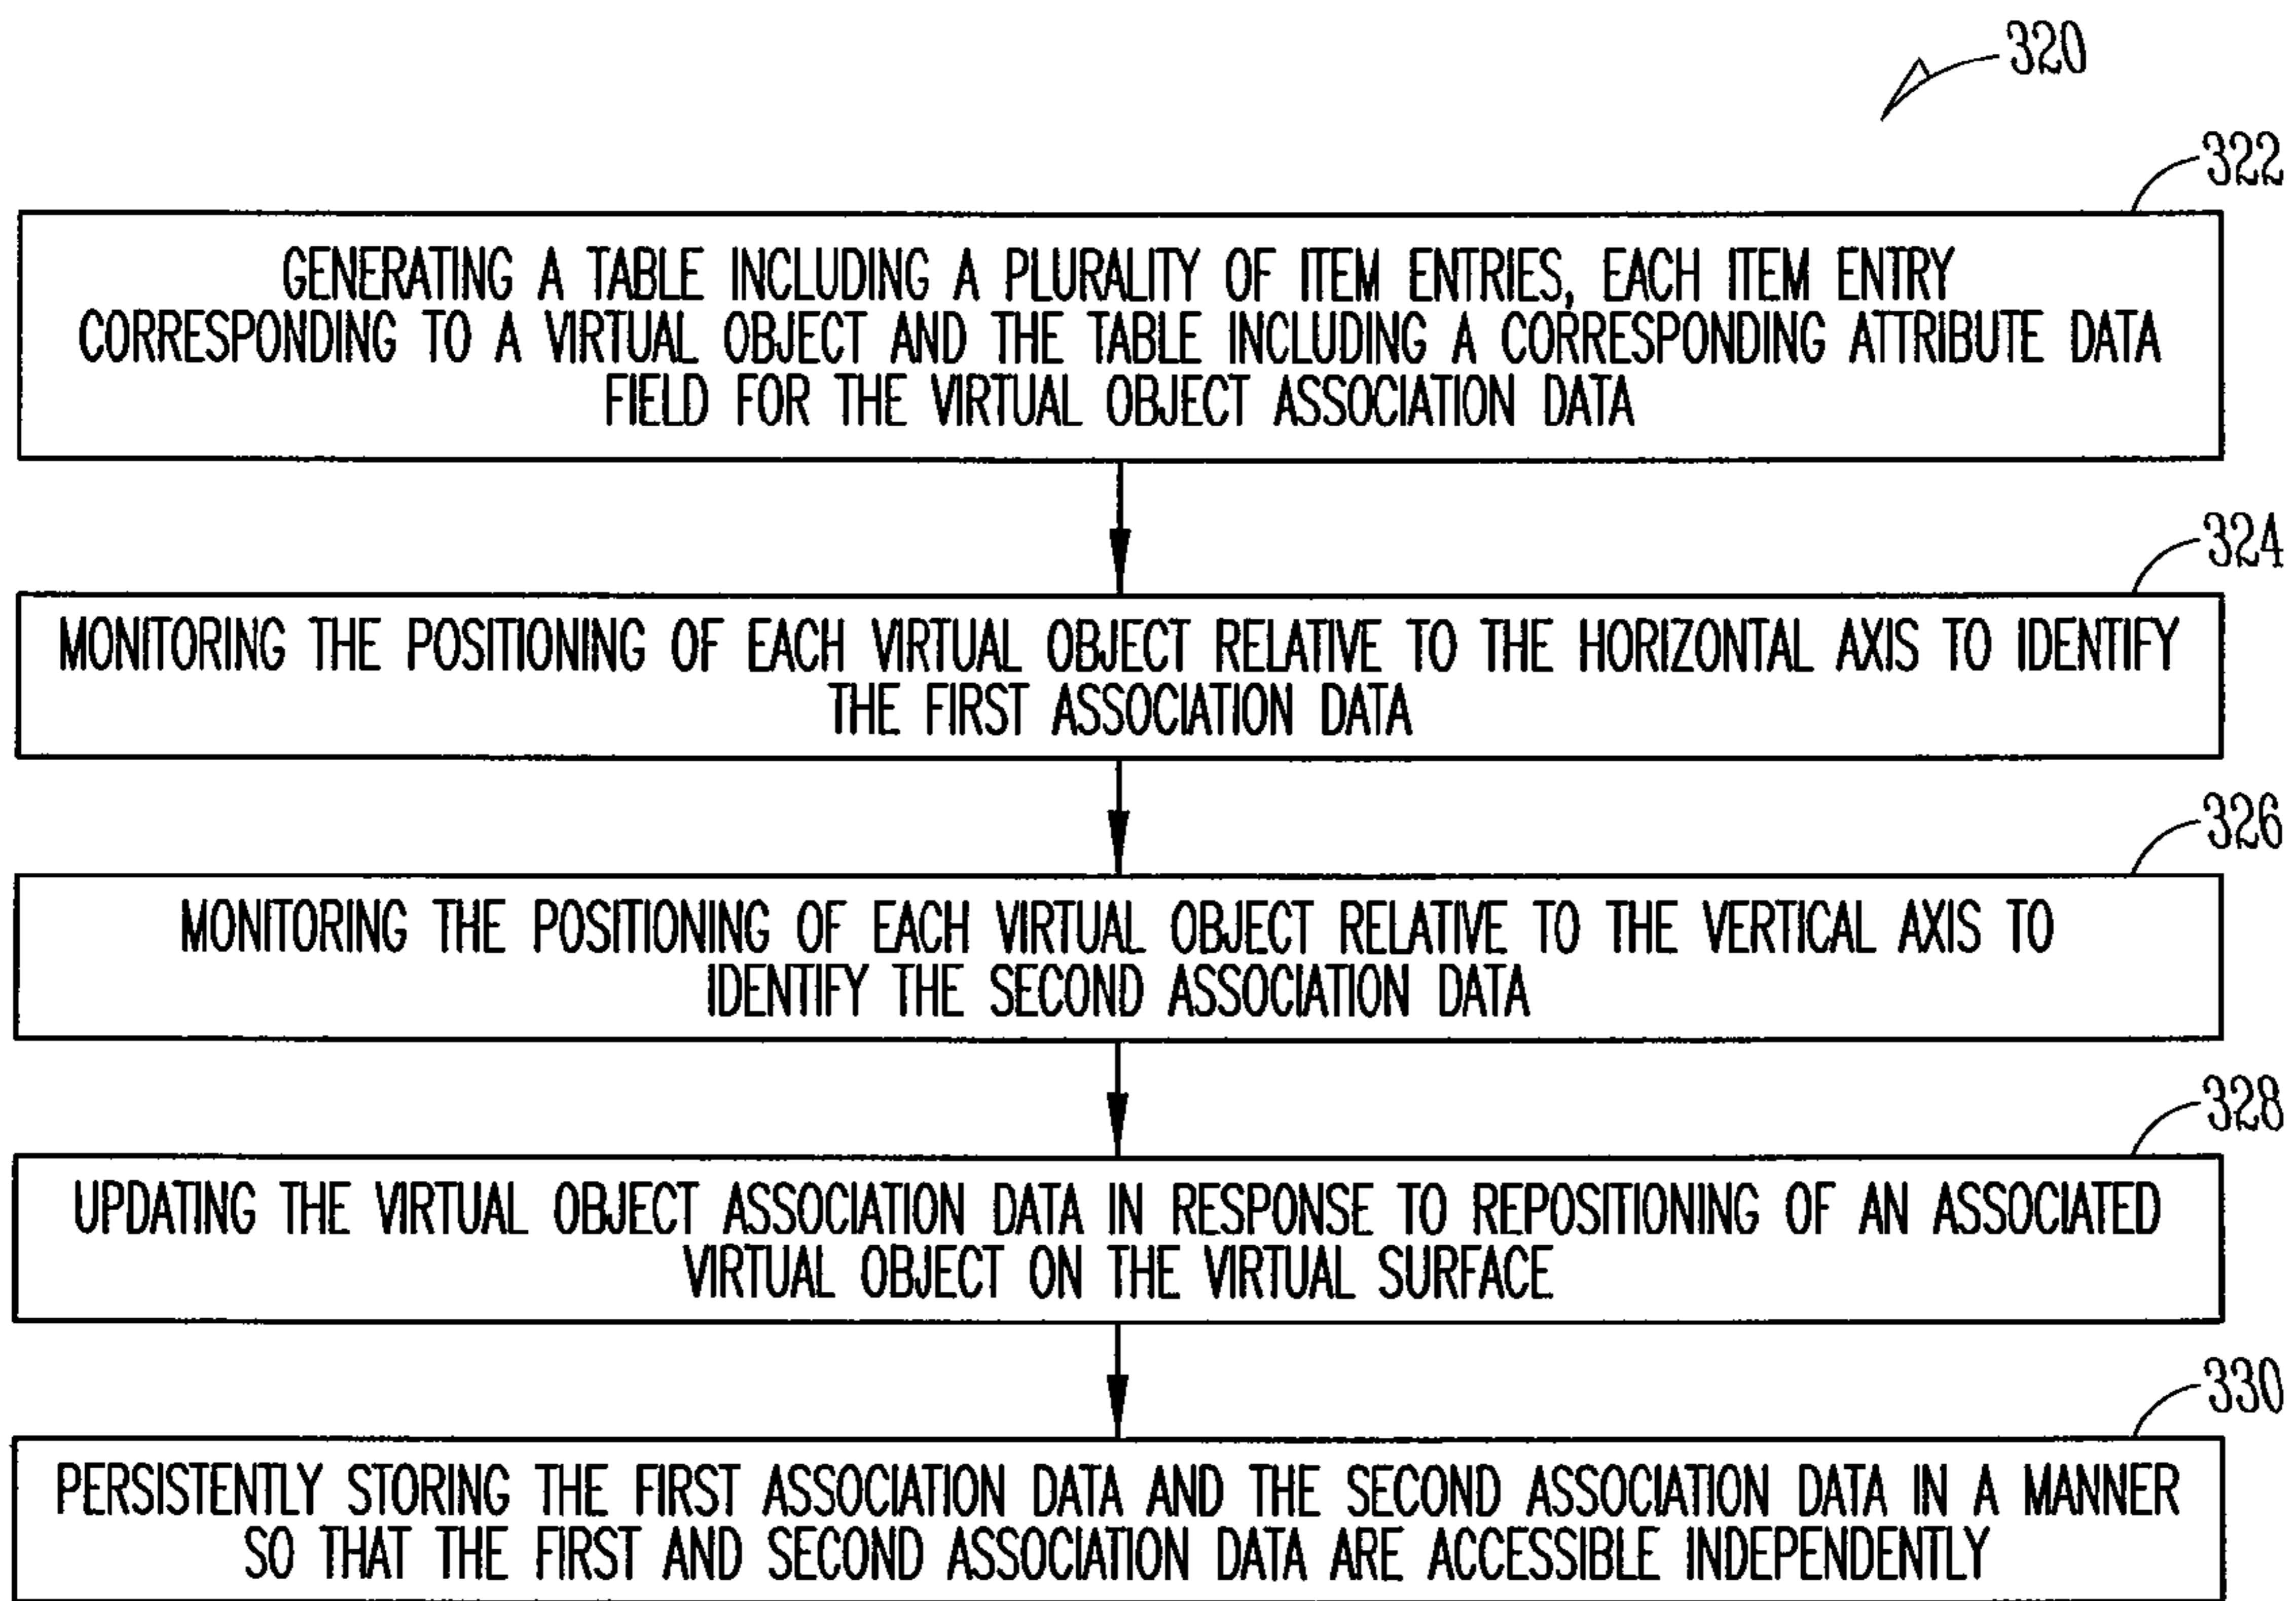 320
322
GENERATING A TABLE INCLUDING A PLURALITY OF ITEM ENTRIES, EACH ITEM ENTRY
CORRESPONDING TO A VIRTUAL OBJECT AND THE TABLE INCLUDING A CORRESPONDING ATTRIBUTE DATA
FIELD FOR THE VIRTUAL OBJECT ASSOCIATION DATA
324
MONITORING THE POSITIONING OF EACH VIRTUAL OBJECT RELATIVE TO THE HORIZONTAL AXIS TO IDENTIFY
THE FIRST ASSOCIATION DATA
326
MONITORING THE POSITIONING OF EACH VIRTUAL OBJECT RELATIVE TO THE VERTICAL AXIS TO
IDENTIFY THE SECOND ASSOCIATION DATA
328
UPDATING THE VIRTUAL OBJECT ASSOCIATION DATA IN RESPONSE TO REPOSITIONING OF AN ASSOCIATED
VIRTUAL OBJECT ON THE VIRTUAL SURFACE
330
PERSISTENTLY STORING THE FIRST ASSOCIATION DATA AND THE SECOND ASSOCIATION DATA IN A MANNER
SO THAT THE FIRST AND SECOND ASSOCIATION DATA ARE ACCESSIBLE INDEPENDENTLY